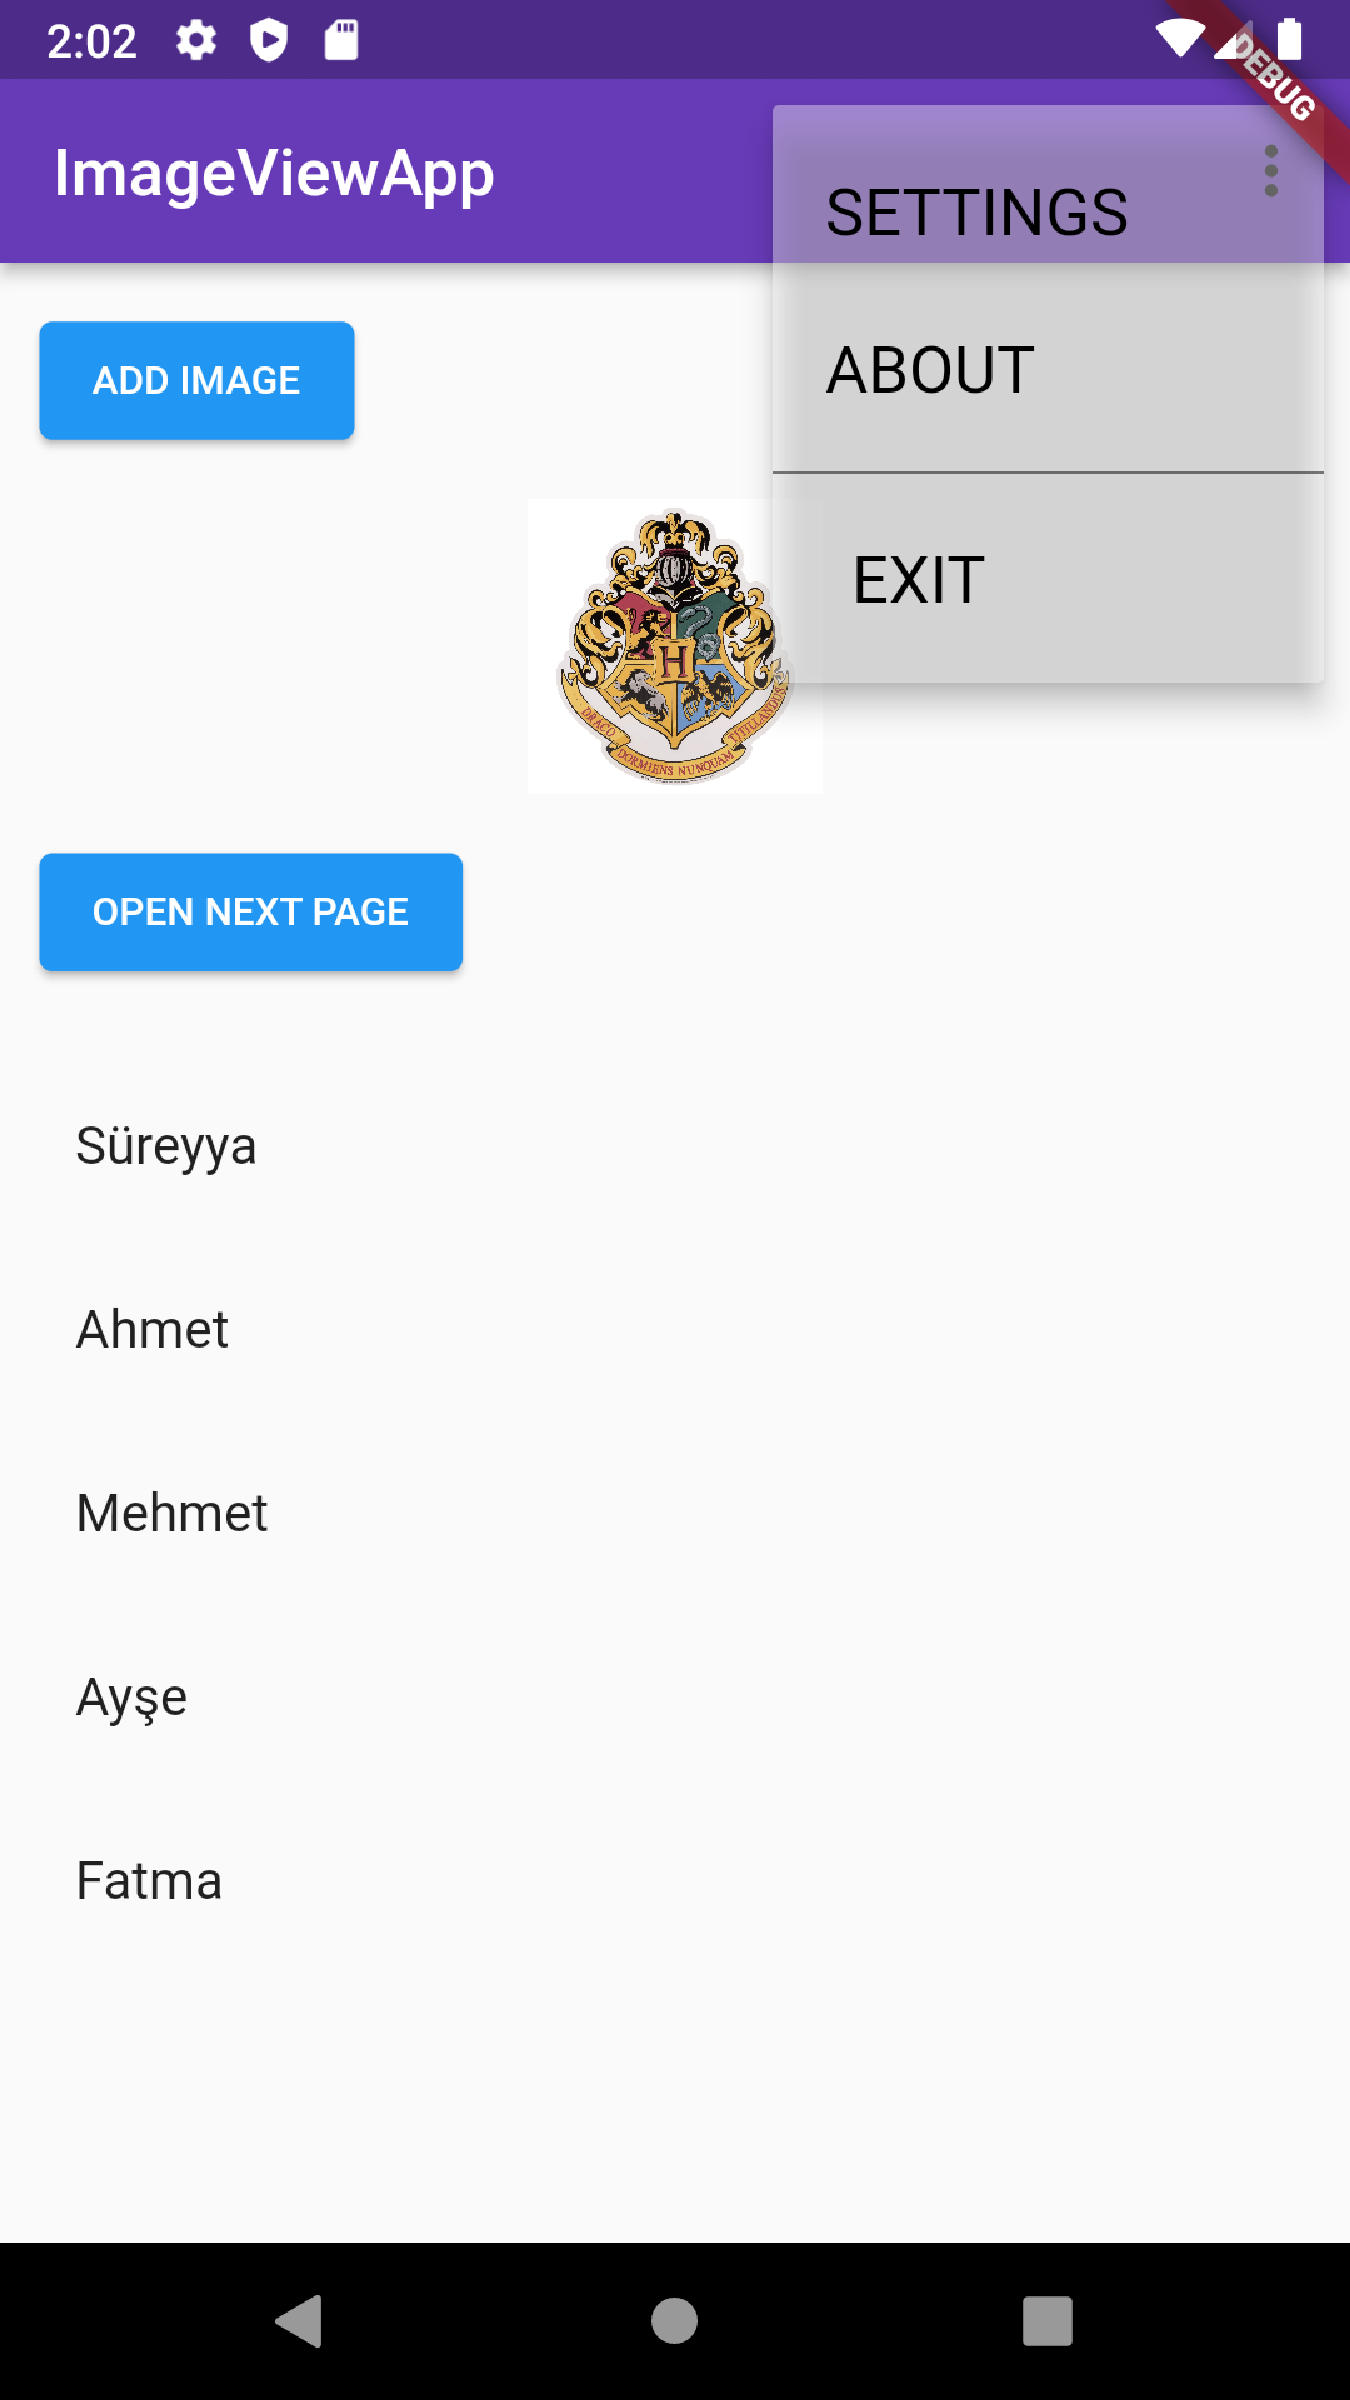 2:02
DEBUG
ImageViewApp
SETTINGS
ABOUT
EXIT
ADD IMAGE
H
DRACO DORMIENS NUNQUAM TITILLANDUS
OPEN NEXT PAGE
Süreyya
Ahmet
Mehmet
Ayşe
Fatma